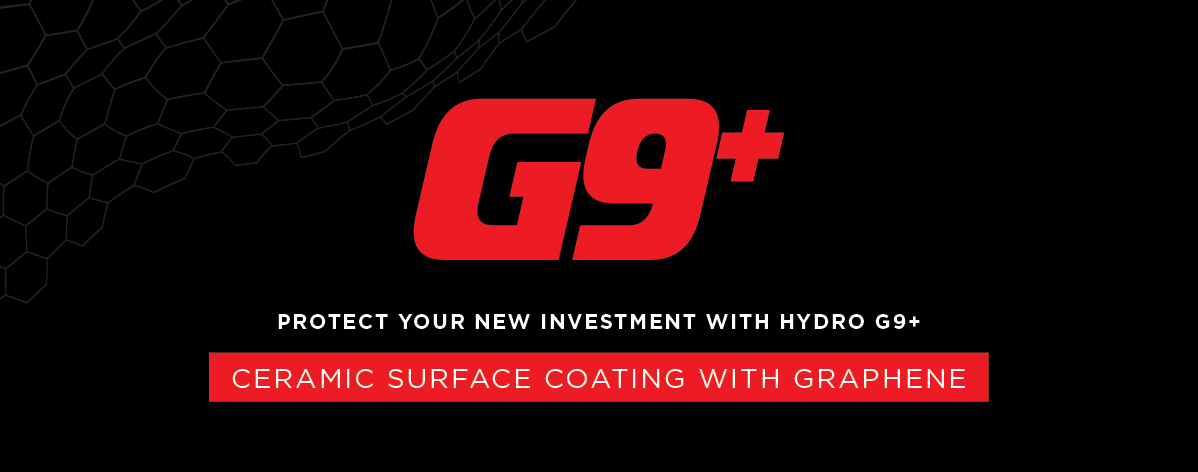 G9+
PROTECT YOUR NEW INVESTMENT WITH HYDRO G9+
CERAMIC SURFACE COATING WITH GRAPHENE